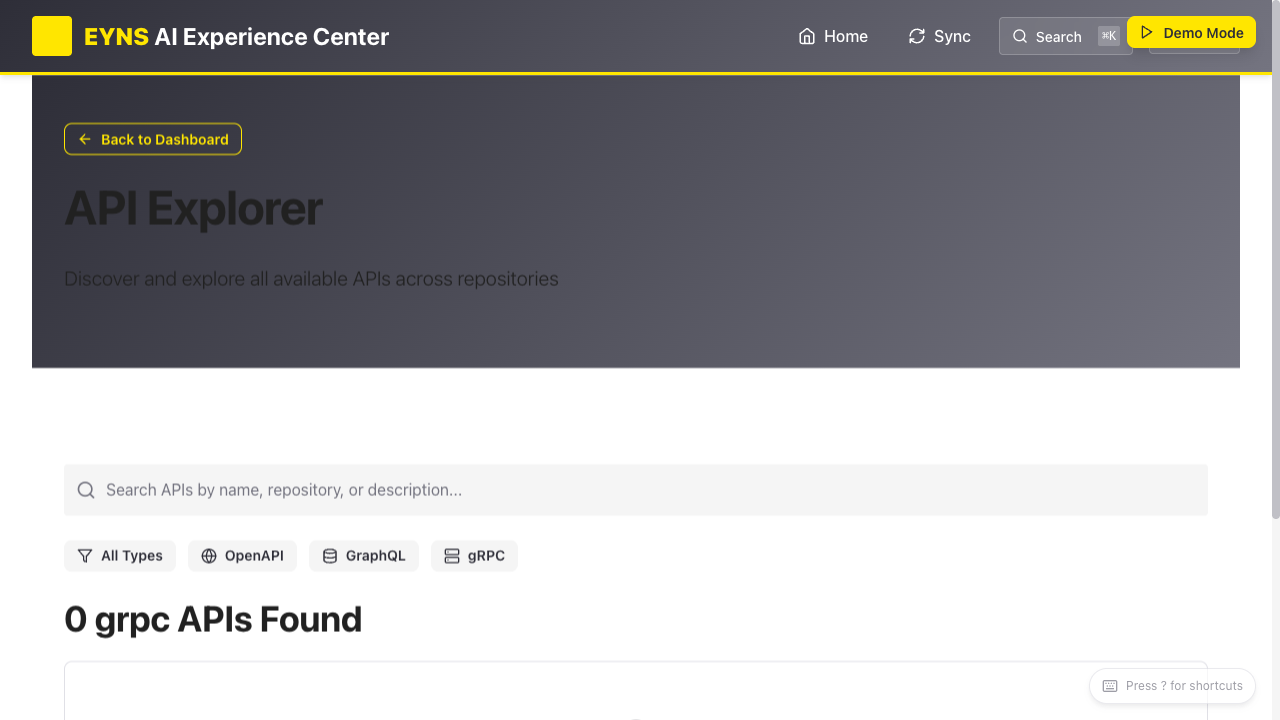 EYNS AI Experience Center
Home
Sync
Search ⌘K
Demo Mode
Back to Dashboard
API Explorer
Discover and explore all available APIs across repositories
Search APIs by name, repository, or description...
All Types
OpenAPI
GraphQL
gRPC
0 grpc APIs Found
Press ? for shortcuts